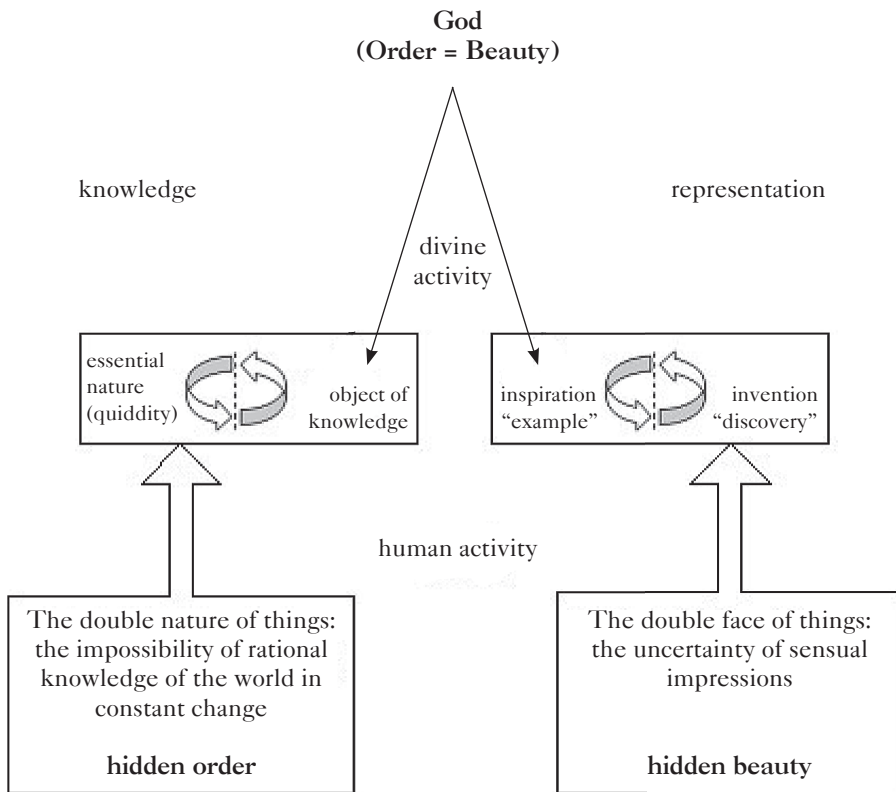 God
(Order = Beauty)
knowledge
representation
divine
activity
essential
nature
(quiddity)
object of
knowledge
inspiration
“example”
invention
“discovery”
human activity
The double nature of things:
the impossibility of rational
knowledge of the world in
constant change
hidden order
The double face of things:
the uncertainty of sensual
impressions
hidden beauty